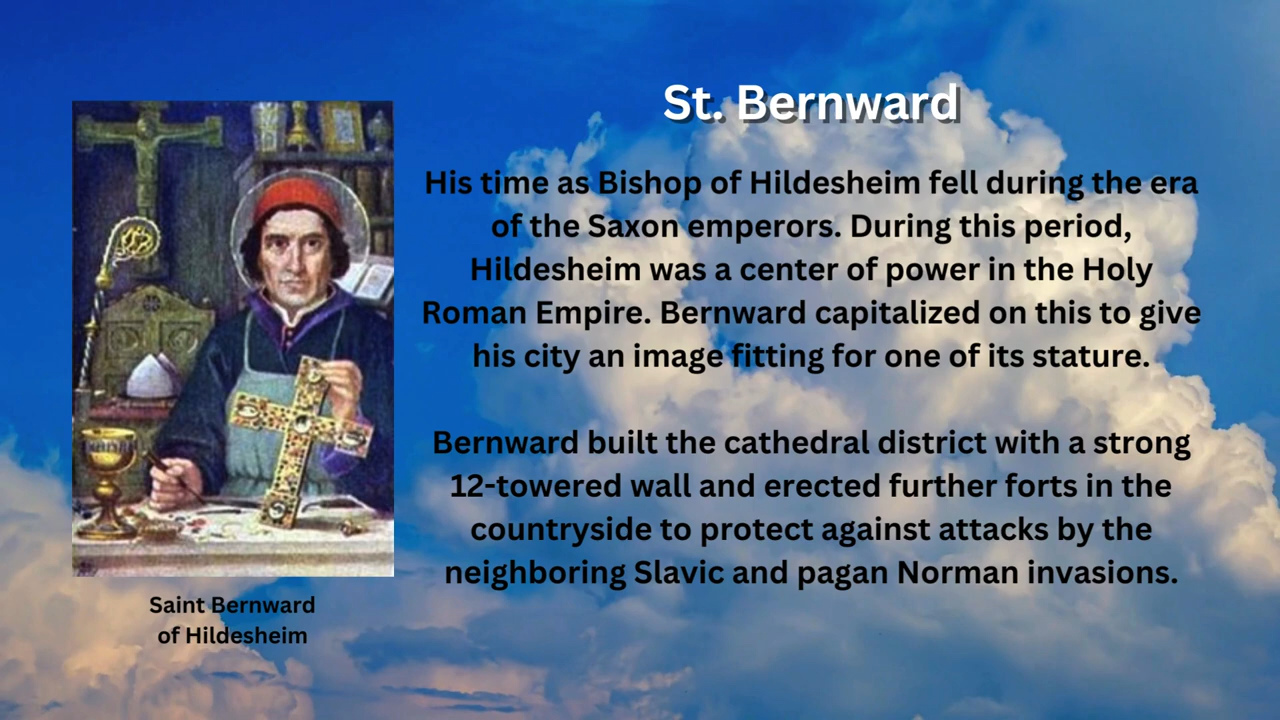 St. Bernward
His time as Bishop of Hildesheim fell during the era
of the Saxon emperors. During this period,
Hildesheim was a center of power in the Holy
Roman Empire. Bernward capitalized on this to give
his city an image fitting for one of its stature.
Bernward built the cathedral district with a strong
12-towered wall and erected further forts in the
countryside to protect against attacks by the
neighboring Slavic and pagan Norman invasions.
Saint Bernward
of Hildesheim